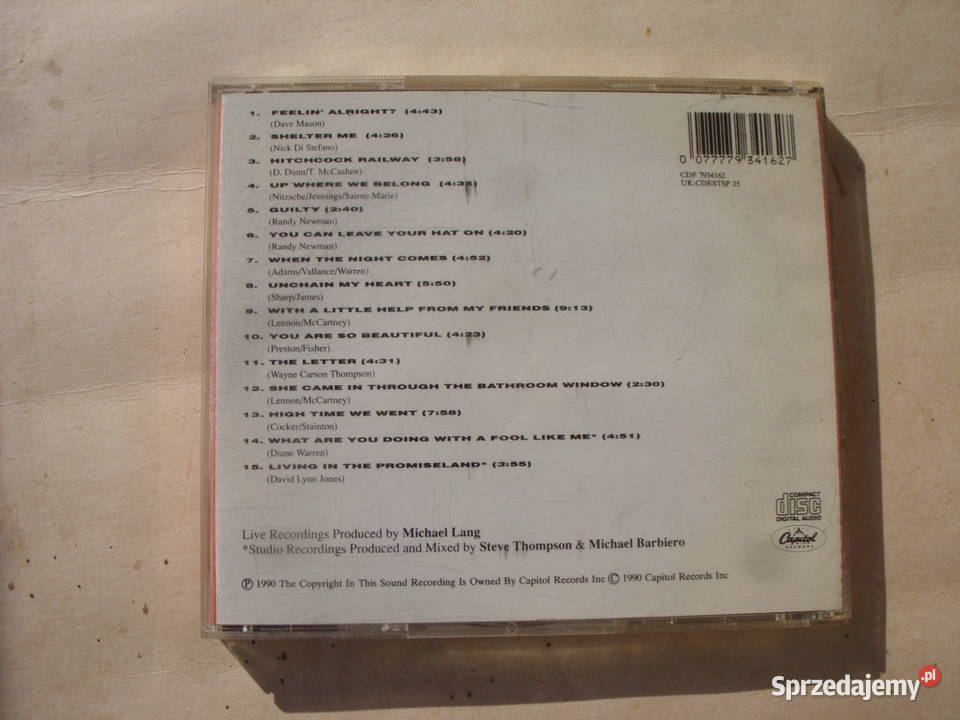 1. FEELIN' ALRIGHT? (4:43)
(Dave Mason)
2. SHELTER ME (4:26)
(Nick Di Stefano)
3. HITCHCOCK RAILWAY (3:58)
(D. Dunn/T. McCashen)
4. UP WHERE WE BELONG (4:35)
(Nitzsche/Jennings/Sainte-Marie)
5. GUILTY (2:40)
(Randy Newman)
6. YOU CAN LEAVE YOUR HAT ON (4:20)
(Randy Newman)
7. WHEN THE NIGHT COMES (4:52)
(Adams/Vallance/Warren)
8. UNCHAIN MY HEART (5:50)
(Sharp/James)
9. WITH A LITTLE HELP FROM MY FRIENDS (9:13)
(Lennon/McCartney)
10. YOU ARE SO BEAUTIFUL (4:23)
(Preston/Fisher)
11. THE LETTER (4:31)
(Wayne Carson Thompson)
12. SHE CAME IN THROUGH THE BATHROOM WINDOW (2:30)
(Lennon/McCartney)
13. HIGH TIME WE WENT (7:58)
(Cocker/Stainton)
14. WHAT ARE YOU DOING WITH A FOOL LIKE ME* (4:51)
(Diane Warren)
15. LIVING IN THE PROMISELAND* (3:55)
(David Lynn Jones)
0 077779 341627
CDP 7934162
UK:CDESTSP 25
COMPACT
disc
DIGITAL AUDIO
Capitol
RECORDS
Live Recordings Produced by Michael Lang
*Studio Recordings Produced and Mixed by Steve Thompson & Michael Barbiero
Ⓟ 1990 The Copyright In This Sound Recording Is Owned By Capitol Records Inc © 1990 Capitol Records Inc
Sprzedajemy.pl